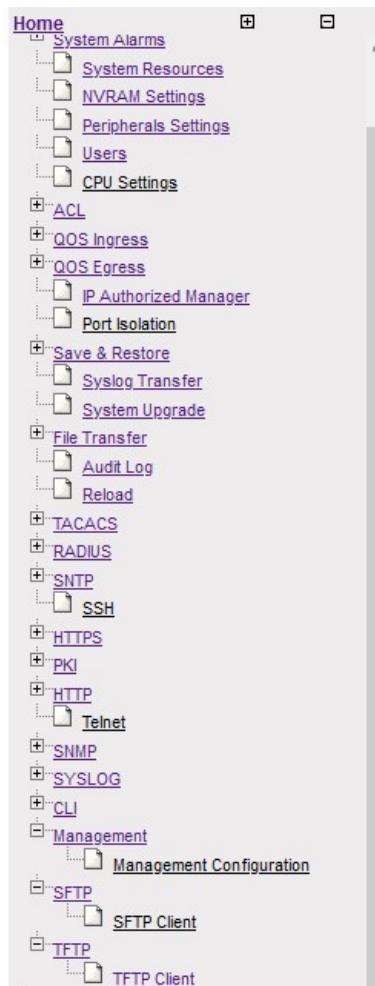 Home
System Alarms
System Resources
NVRAM Settings
Peripherals Settings
Users
CPU Settings
ACL
QOS Ingress
QOS Egress
IP Authorized Manager
Port Isolation
Save & Restore
Syslog Transfer
System Upgrade
File Transfer
Audit Log
Reload
TACACS
RADIUS
SNTP
SSH
HTTPS
PKI
HTTP
Telnet
SNMP
SYSLOG
CLI
Management
Management Configuration
SFTP
SFTP Client
TFTP
TFTP Client